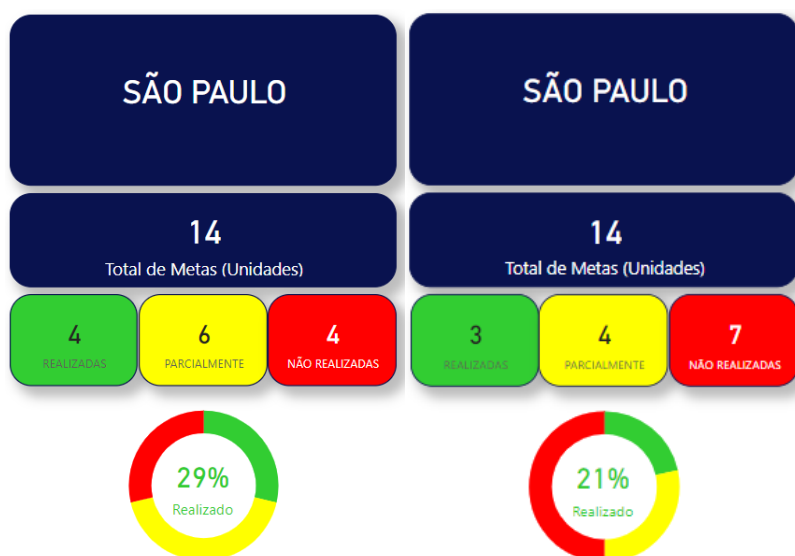 SÃO PAULO
14
Total de Metas (Unidades)
4
REALIZADAS
6
PARCIALMENTE
4
NÃO REALIZADAS
29%
Realizado
SÃO PAULO
14
Total de Metas (Unidades)
3
REALIZADAS
4
PARCIALMENTE
7
NÃO REALIZADAS
21%
Realizado